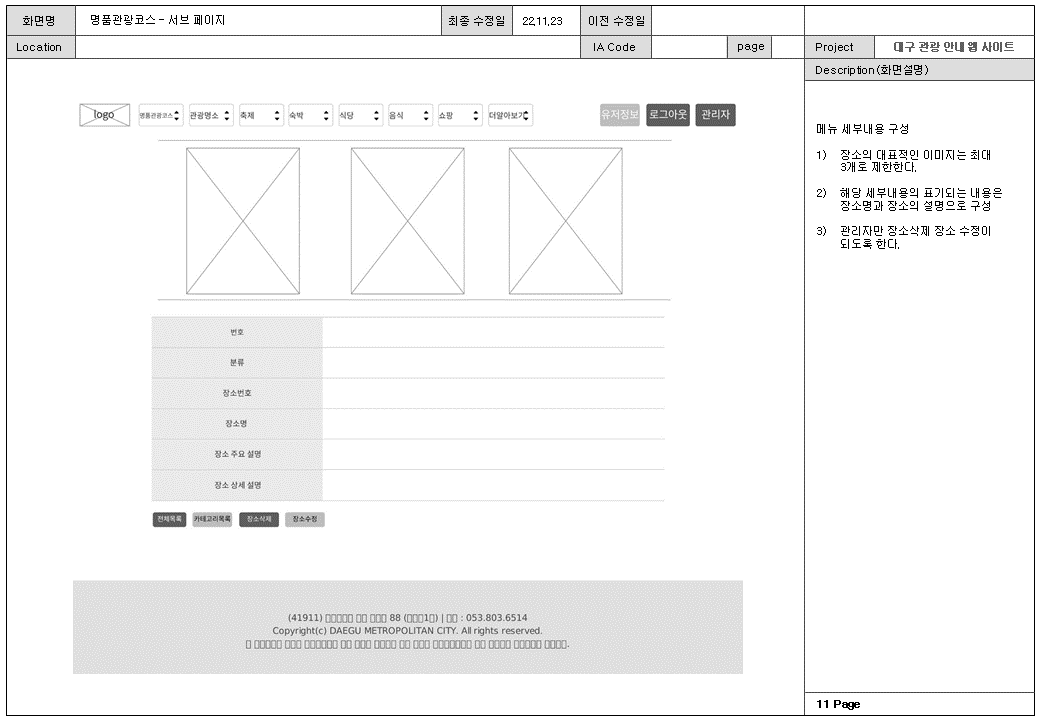 화면명 명품관광코스 - 서브 페이지 최종 수정일 22.11.23 이전 수정일
Location IA Code page Project 대구 관광 안내 웹 사이트
Description(화면설명)
logo 명품관광코스 관광명소 축제 숙박 식당 음식 쇼핑 더알아보기 유저정보 로그아웃 관리자
번호
분류
장소번호
장소명
장소 주요 설명
장소 상세 설명
전체목록 카테고리목록 장소삭제 장소수정
(41911) 88 ( 1 ) | : 053.803.6514
Copyright(c) DAEGU METROPOLITAN CITY. All rights reserved.
메뉴 세부내용 구성
1) 장소의 대표적인 이미지는 최대
3개로 제한한다.
2) 해당 세부내용의 표기되는 내용은
장소명과 장소의 설명으로 구성
3) 관리자만 장소삭제 장소 수정이
되도록 한다.
11 Page